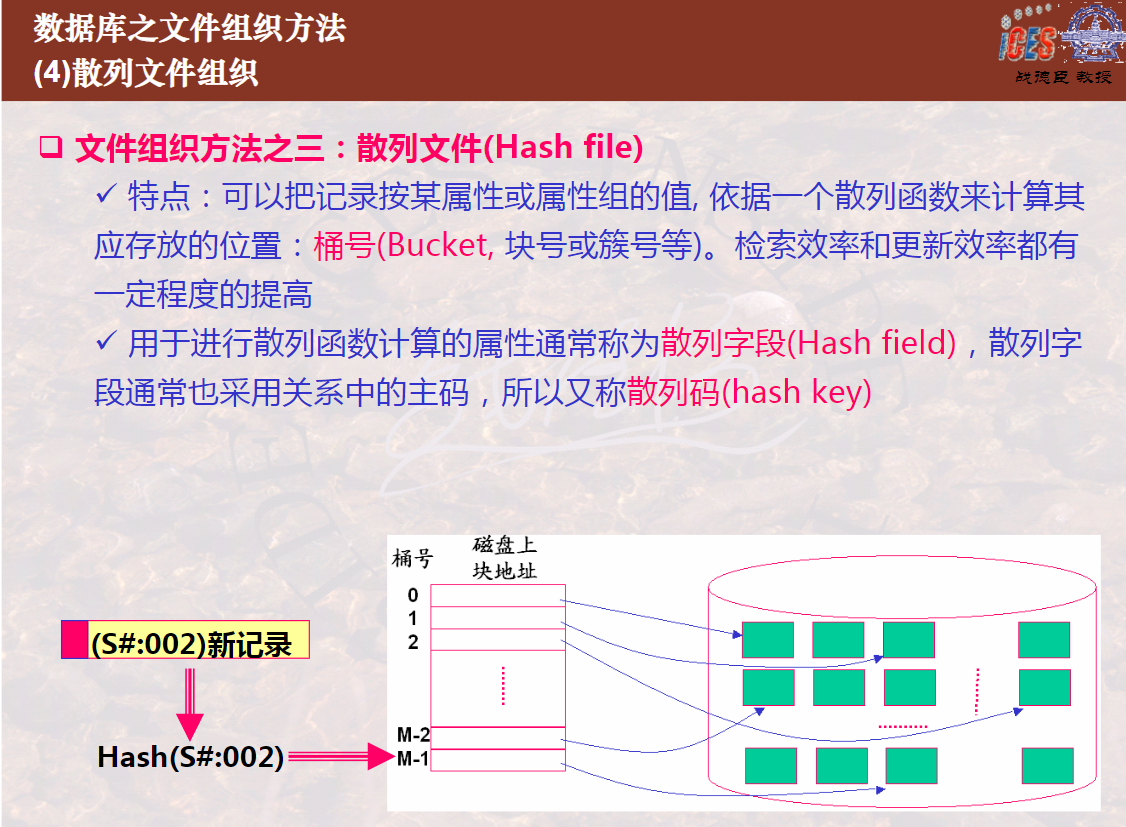 数据库之文件组织方法
(4)散列文件组织
iCES
战德臣 教授
文件组织方法之三：散列文件(Hash file)
✓ 特点：可以把记录按某属性或属性组的值, 依据一个散列函数来计算其
应存放的位置：桶号(Bucket, 块号或簇号等)。检索效率和更新效率都有
一定程度的提高
✓ 用于进行散列函数计算的属性通常称为散列字段(Hash field)，散列字
段通常也采用关系中的主码，所以又称散列码(hash key)
桶号
磁盘上
块地址
0
1
2
M-2
M-1
(S#:002)新记录
Hash(S#:002)